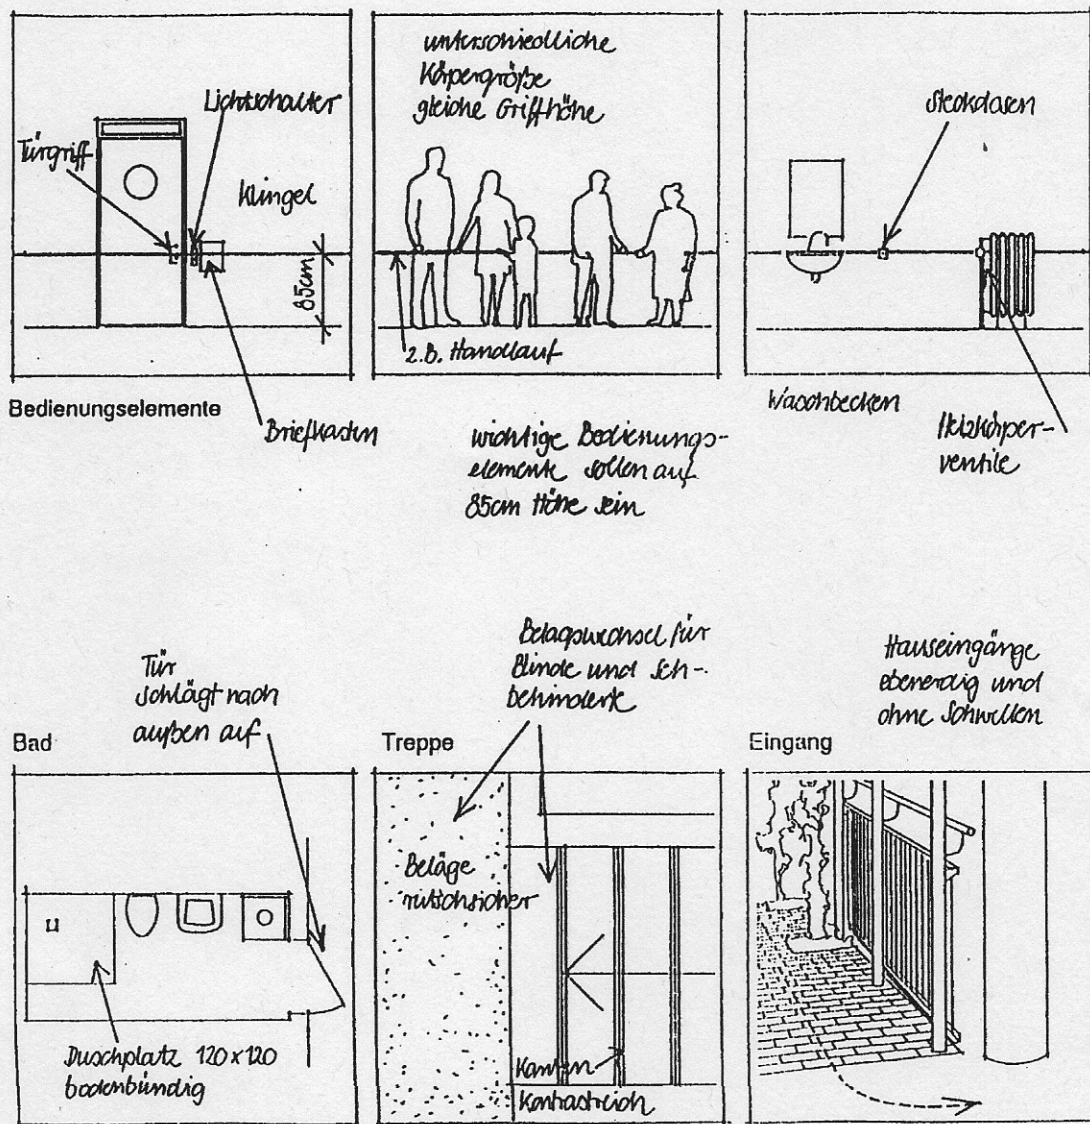 Lichtschalter
Türgriff
Klingel
85cm
Bedienungselemente
Briefkasten
unterschiedliche
Körpergröße
gleiche Griffhöhe
z.B. Handlauf
wichtige Bedienungs-
elemente sollen auf
85cm Höhe sein
Steckdosen
Waschbecken
Heizkörper-
ventile
Tür
schlägt nach
außen auf
Bad
Duschplatz 120x120
bodenbündig
Belagswechsel für
Blinde und Seh-
behinderte
Treppe
Beläge
rutschsicher
Kanten
Kontrastreich
Hauseingänge
ebenerdig und
ohne Schwellen
Eingang